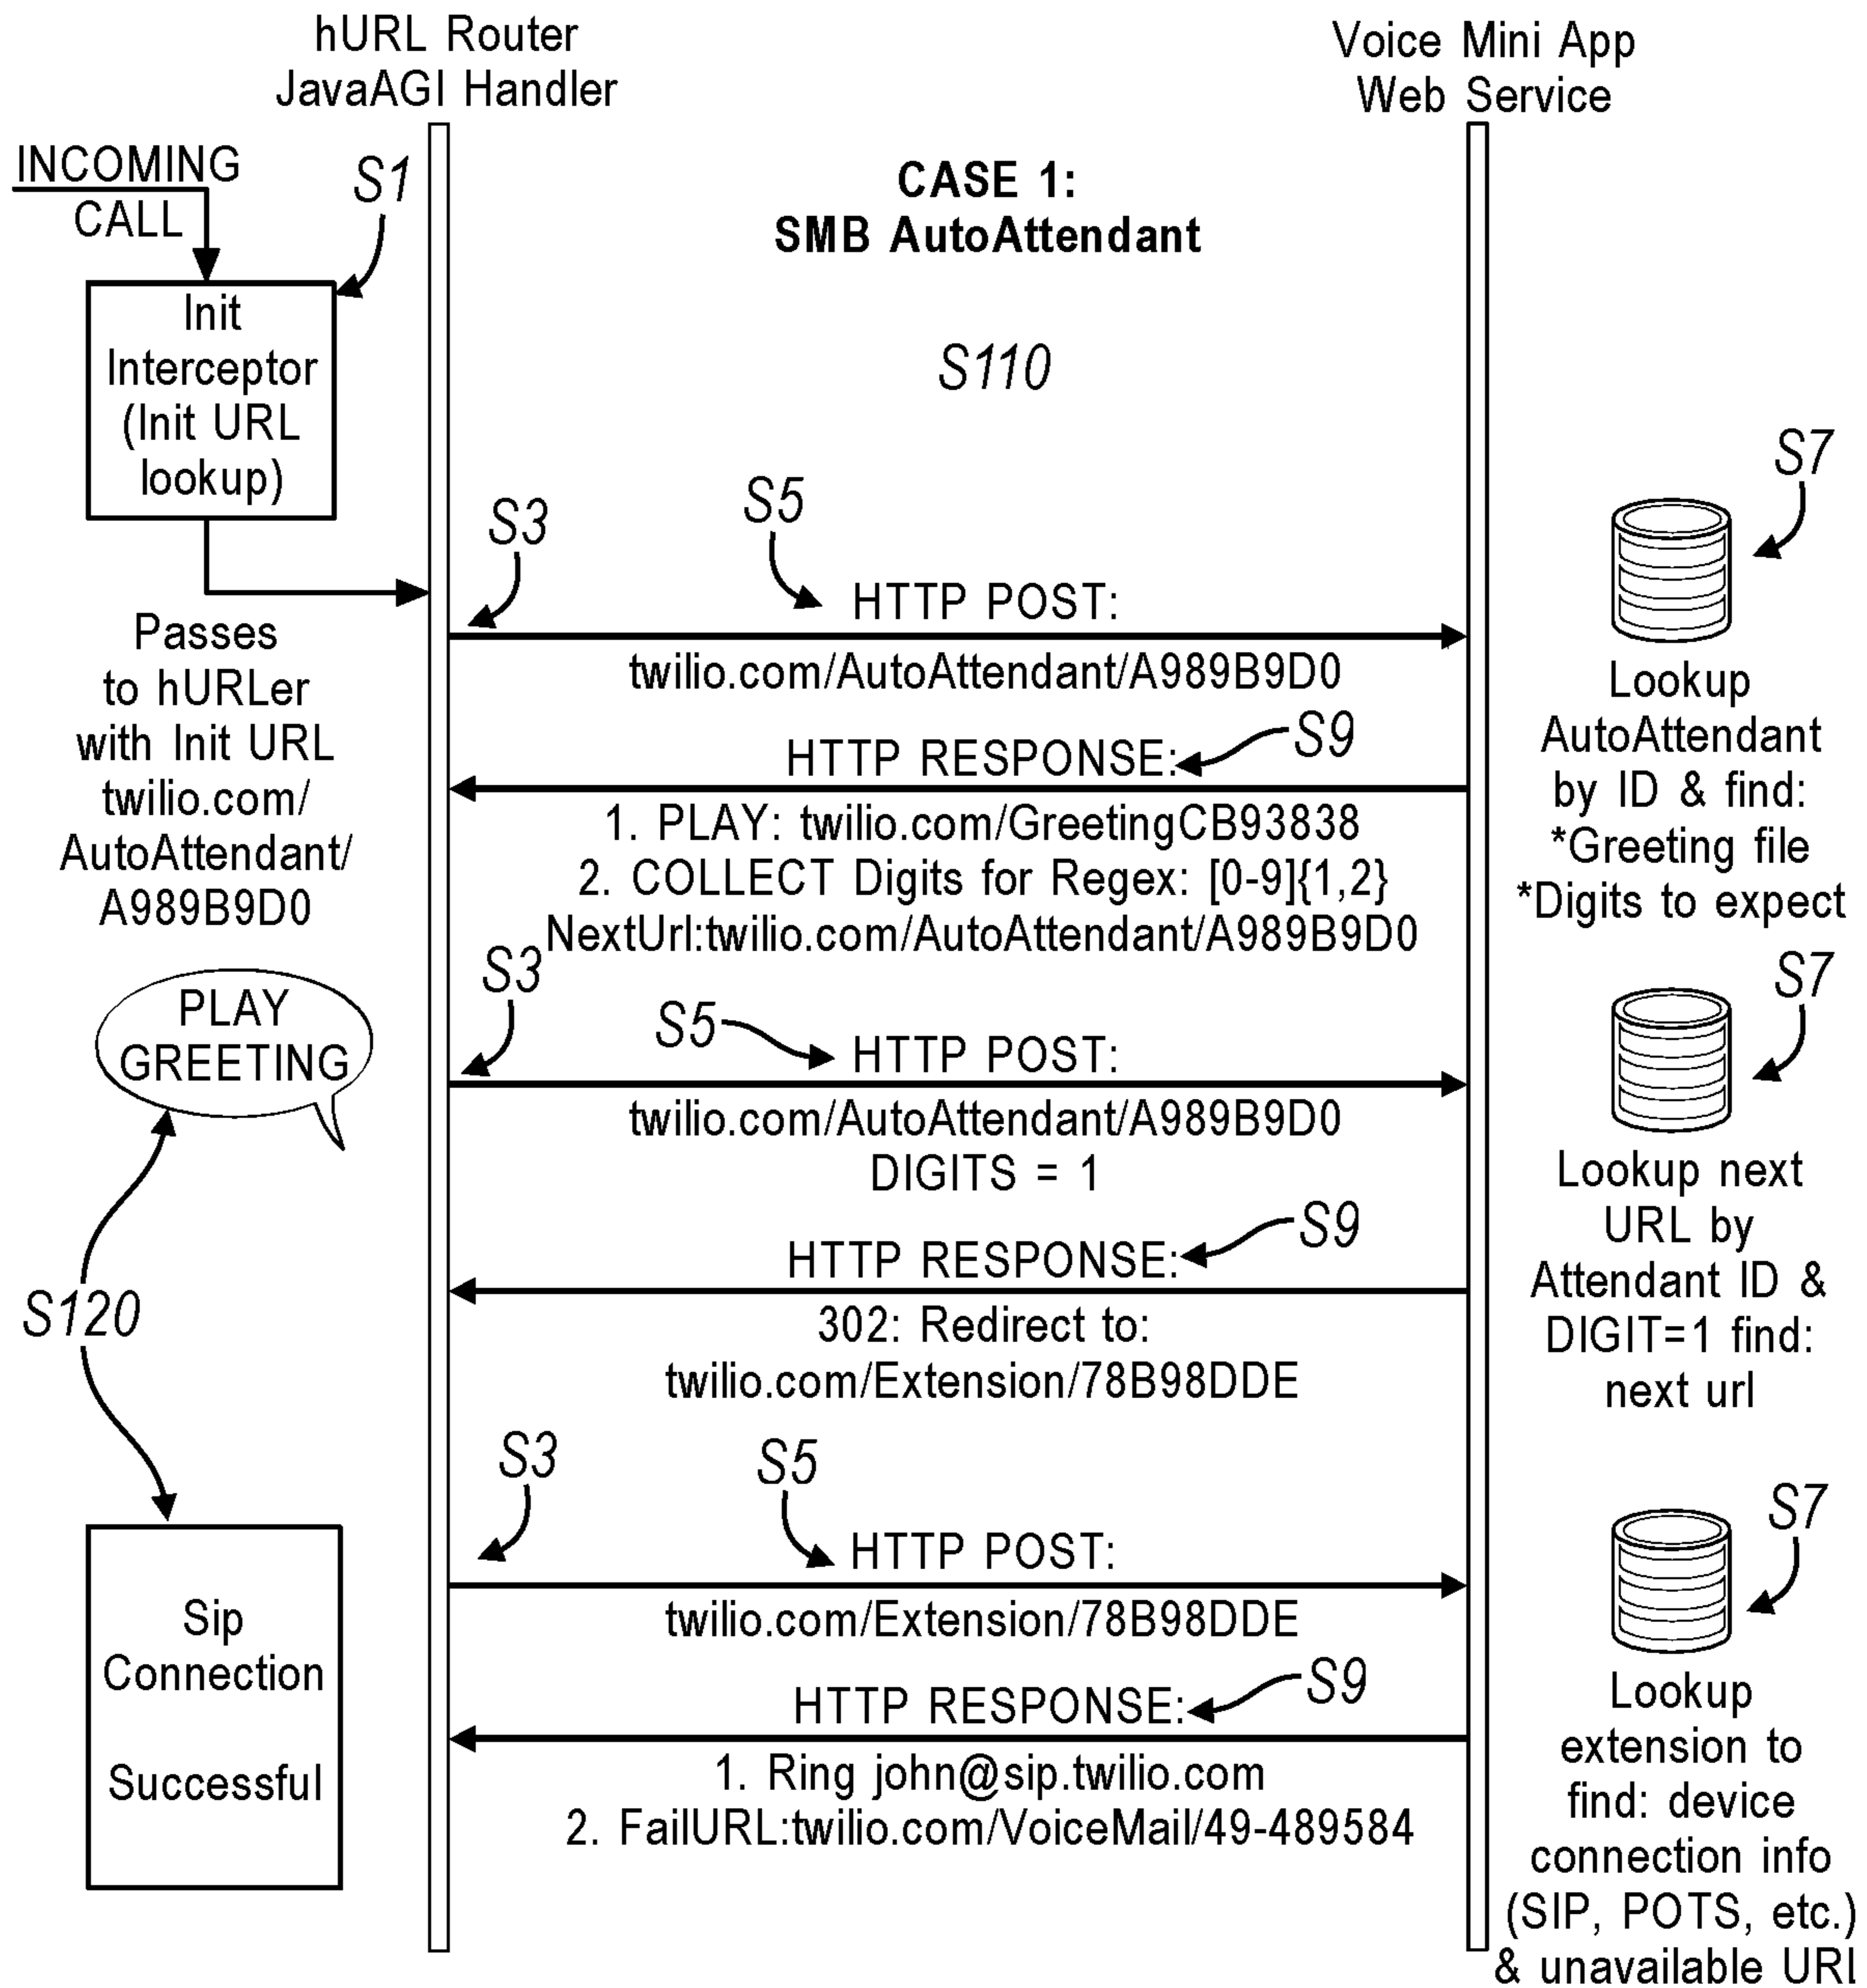 hURL Router
JavaAGI Handler
Voice Mini App
Web Service
INCOMING
CALL
S1
CASE 1:
SMB AutoAttendant
Init
Interceptor
(Init URL
lookup)
S110
S7
S3
S5
HTTP POST:
twilio.com/AutoAttendant/A989B9D0
Passes
to hURLer
with Init URL
twilio.com/
AutoAttendant/
A989B9D0
Lookup
AutoAttendant
by ID & find:
*Greeting file
*Digits to expect
HTTP RESPONSE:
S9
1. PLAY: twilio.com/GreetingCB93838
2. COLLECT Digits for Regex: [0-9]{1,2}
NextUrl:twilio.com/AutoAttendant/A989B9D0
S3
S7
PLAY
GREETING
S5
HTTP POST:
twilio.com/AutoAttendant/A989B9D0
DIGITS = 1
Lookup next
URL by
Attendant ID &
DIGIT=1 find:
next url
S9
HTTP RESPONSE:
302: Redirect to:
twilio.com/Extension/78B98DDE
S120
S3
S5
S7
HTTP POST:
twilio.com/Extension/78B98DDE
Sip
Connection
Successful
S9
HTTP RESPONSE:
1. Ring john@sip.twilio.com
2. FailURL:twilio.com/VoiceMail/49-489584
Lookup
extension to
find: device
connection info
(SIP, POTS, etc.)
& unavailable URI